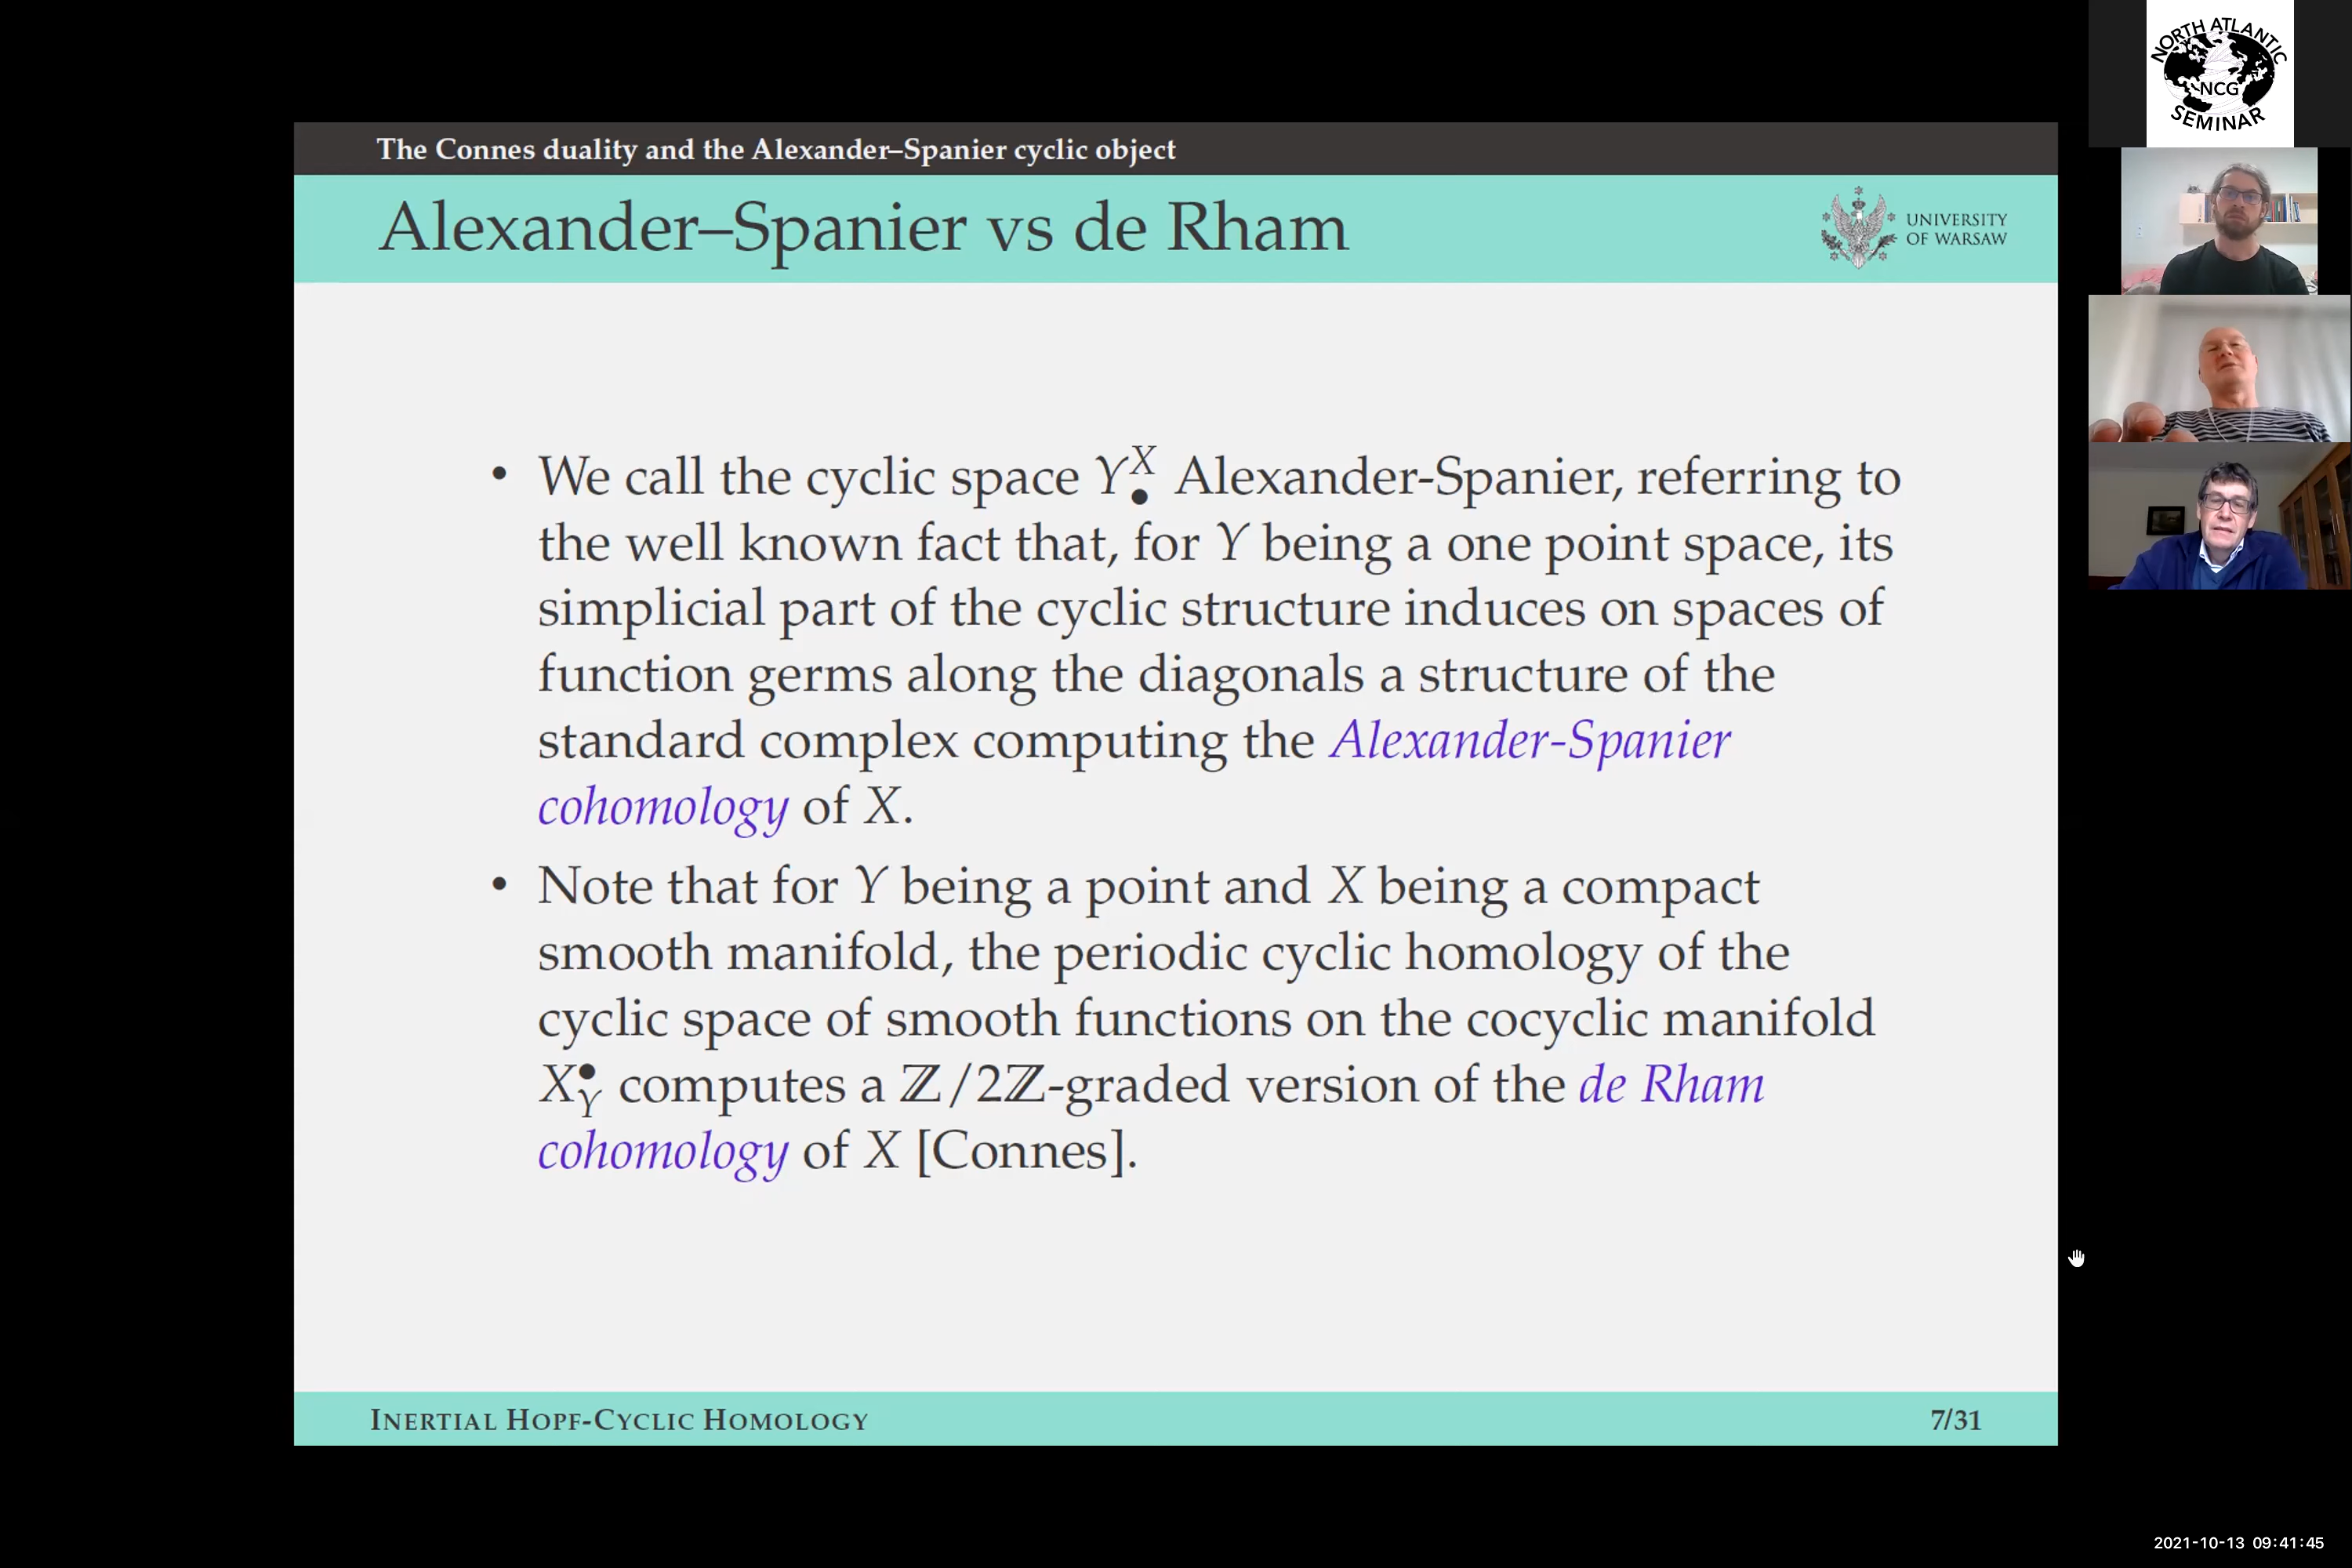 The Connes duality and the Alexander–Spanier cyclic object
Alexander–Spanier vs de Rham
UNIVERSITY
OF WARSAW
• We call the cyclic space Y^X_• Alexander-Spanier, referring to
the well known fact that, for Y being a one point space, its
simplicial part of the cyclic structure induces on spaces of
function germs along the diagonals a structure of the
standard complex computing the Alexander-Spanier
cohomology of X.
• Note that for Y being a point and X being a compact
smooth manifold, the periodic cyclic homology of the
cyclic space of smooth functions on the cocyclic manifold
X^•_Y computes a ℤ/2ℤ-graded version of the de Rham
cohomology of X [Connes].
INERTIAL HOPF-CYCLIC HOMOLOGY
7/31
NORTH ATLANTIC
NCG
SEMINAR
2021-10-13 09:41:45